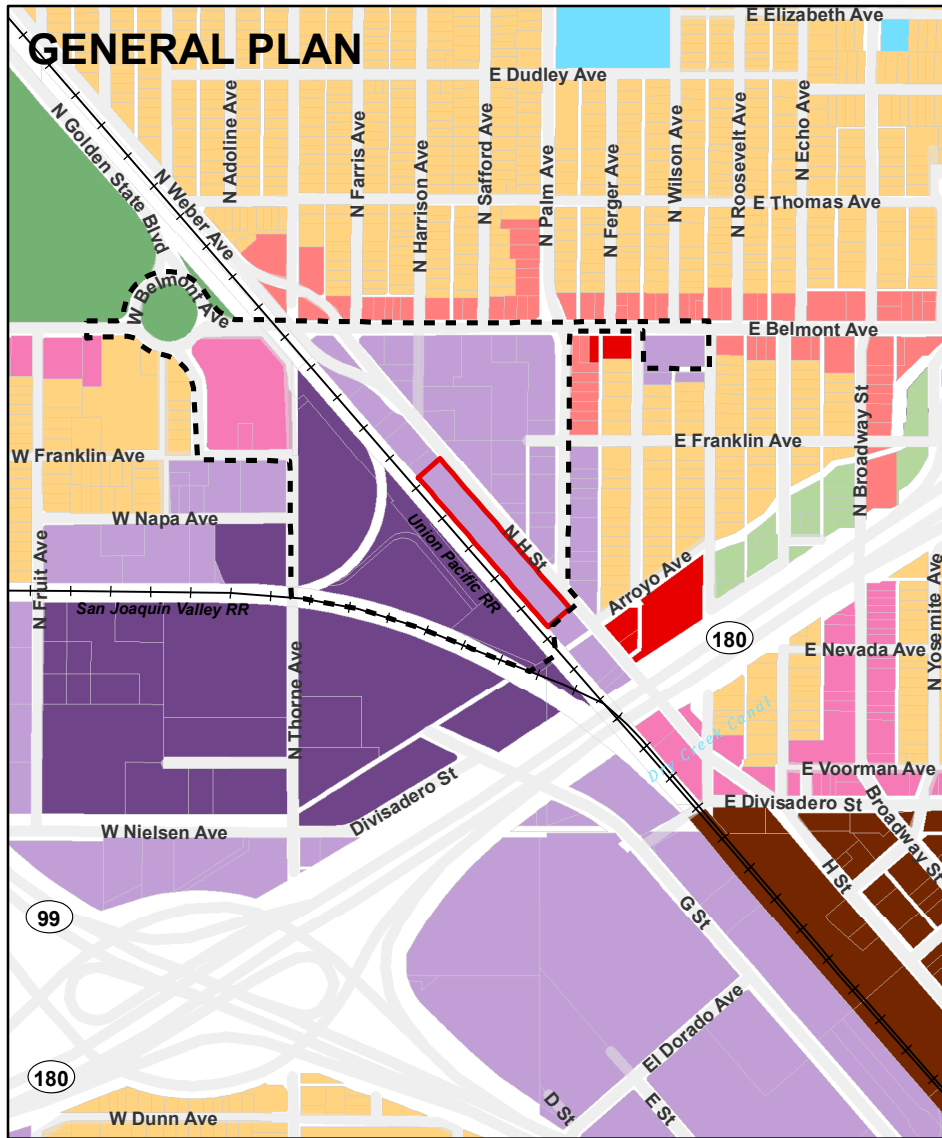 E Elizabeth Ave
GENERAL PLAN
E Dudley Ave
N Golden State Blvd
N Weber Ave
N Adoline Ave
N Farris Ave
N Harrison Ave
N Safford Ave
N Palm Ave
N Ferger Ave
N Wilson Ave
N Roosevelt Ave
N Echo Ave
E Thomas Ave
W Belmont Ave
E Belmont Ave
W Franklin Ave
E Franklin Ave
N Broadway St
W Napa Ave
N H St
Union Pacific RR
N Fruit Ave
San Joaquin Valley RR
Arroyo Ave
180
E Nevada Ave
N Yosemite Ave
N Thorne Ave
Dry Creek Canal
E Voorman Ave
E Divisadero St
Divisadero St
W Nielsen Ave
Broadway St
H St
99
G St
El Dorado Ave
180
D St
E St
W Dunn Ave